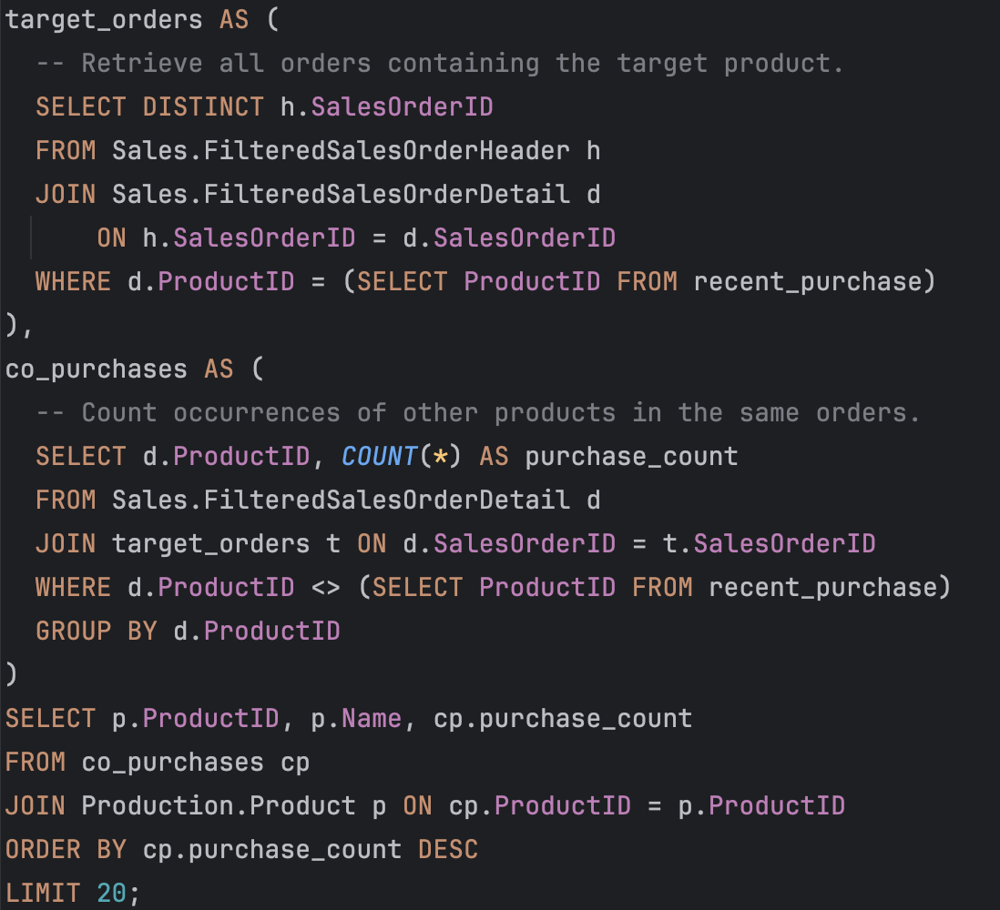 target_orders AS (
  -- Retrieve all orders containing the target product.
  SELECT DISTINCT h.SalesOrderID
  FROM Sales.FilteredSalesOrderHeader h
  JOIN Sales.FilteredSalesOrderDetail d
      ON h.SalesOrderID = d.SalesOrderID
  WHERE d.ProductID = (SELECT ProductID FROM recent_purchase)
),
co_purchases AS (
  -- Count occurrences of other products in the same orders.
  SELECT d.ProductID, COUNT(*) AS purchase_count
  FROM Sales.FilteredSalesOrderDetail d
  JOIN target_orders t ON d.SalesOrderID = t.SalesOrderID
  WHERE d.ProductID <> (SELECT ProductID FROM recent_purchase)
  GROUP BY d.ProductID
)
SELECT p.ProductID, p.Name, cp.purchase_count
FROM co_purchases cp
JOIN Production.Product p ON cp.ProductID = p.ProductID
ORDER BY cp.purchase_count DESC
LIMIT 20;